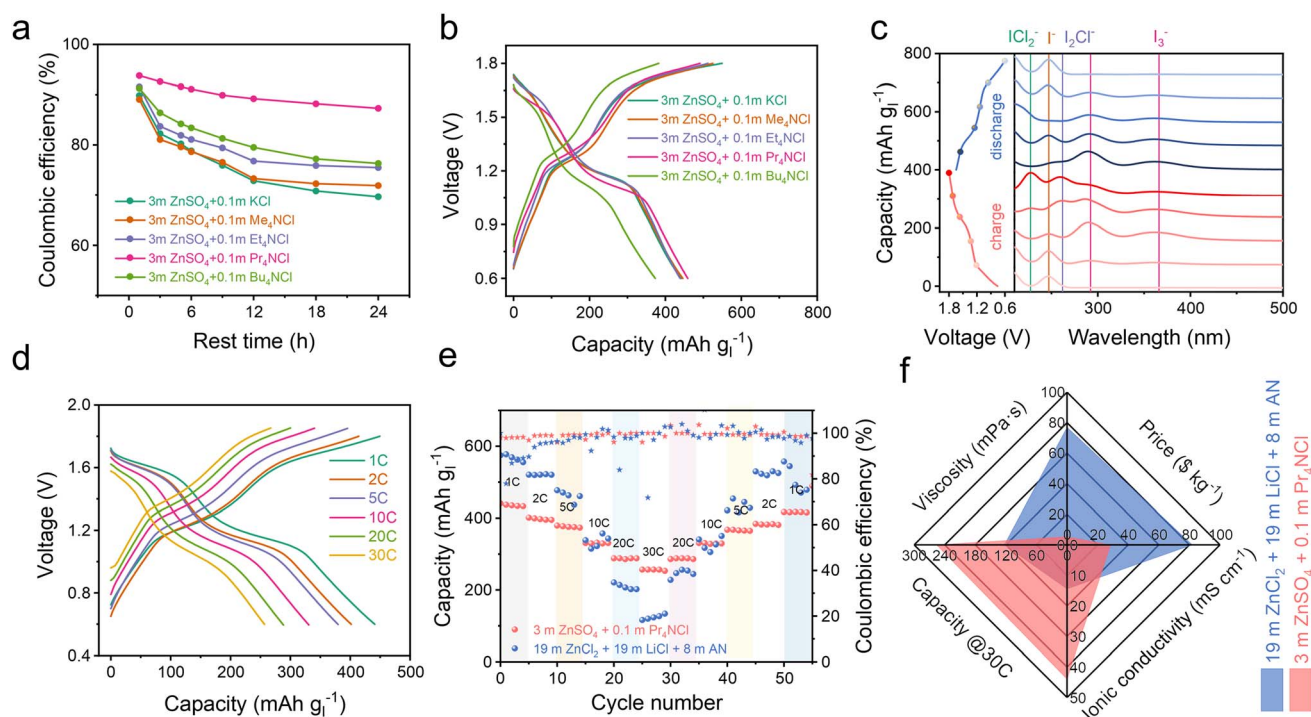 a
100
80
60
Coulombic efficiency (%)
3m ZnSO₄+0.1m KCl
3m ZnSO₄+0.1m Me₄NCl
3m ZnSO₄+0.1m Et₄NCl
3m ZnSO₄+0.1m Pr₄NCl
3m ZnSO₄+0.1m Bu₄NCl
0 3 6 9 12 15 18 21 24
Rest time (h)
b
1.8
1.5
1.2
0.9
0.6
Voltage (V)
3m ZnSO₄+ 0.1m KCl
3m ZnSO₄+ 0.1m Me₄NCl
3m ZnSO₄+ 0.1m Et₄NCl
3m ZnSO₄+ 0.1m Pr₄NCl
3m ZnSO₄+ 0.1m Bu₄NCl
0 200 400 600 800
Capacity (mAh gI⁻¹)
c
ICl₂⁻ I⁻ I₂Cl⁻ I₃⁻
800
600
400
200
0
Capacity (mAh gI⁻¹)
discharge
charge
1.8 1.2 0.6 300 400 500
Voltage (V) Wavelength (nm)
d
2.0
1.6
1.2
0.8
0.4
Voltage (V)
1C
2C
5C
10C
20C
30C
0 100 200 300 400 500
Capacity (mAh gI⁻¹)
e
600
400
200
0
Capacity (mAh gI⁻¹)
1C
2C
5C
10C
20C
30C
20C
10C
5C
2C
1C
3 m ZnSO₄ + 0.1 m Pr₄NCl
19 m ZnCl₂ + 19 m LiCl + 8 m AN
100
80
60
40
20
0
Coulombic efficiency (%)
0 10 20 30 40 50
Cycle number
f
100
80
60
40
20
0
Viscosity (mPa·s)
Price ($ kg⁻¹)
300 240 180 120 60 0
0 20 40 60 80 100
10
20
30
40
50
Capacity @30C
Ionic conductivity (mS cm⁻¹)
19 m ZnCl₂ + 19 m LiCl + 8 m AN
3 m ZnSO₄ + 0.1 m Pr₄NCl